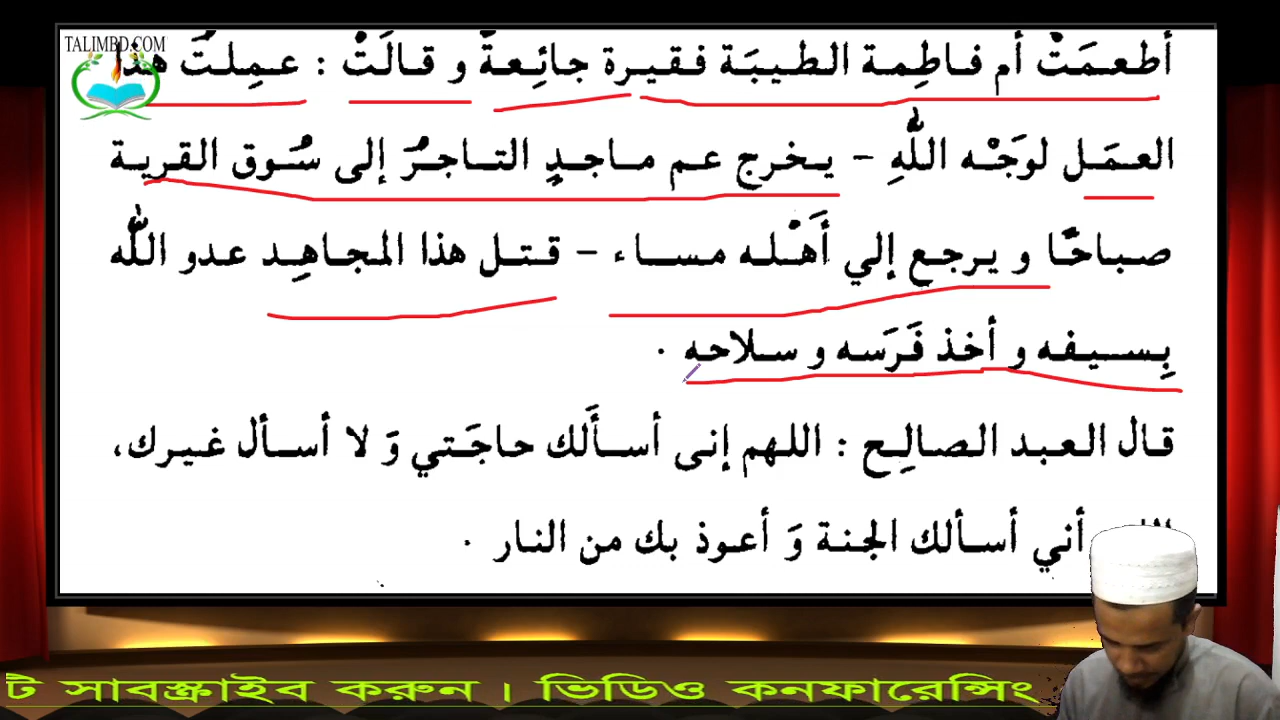 TALIMBD.COM
أطعمَتْ أم فاطِمة الطيبَة فقيرة جائِعةً و قالَتْ : عمِلتُ هذا
العمَل لوَجْه اللّٰهِ – يخرج عم ماجدٍ التاجرُ إلى سُوق القرية
صباحًا و يرجع إلي أَهْله مساء – قتل هذا المجاهِد عدو اللّٰه
بِسيفه و أخذ فَرَسه و سلاحه .
قال العبد الصالِح : اللهم إنى أسأَلك حاجَتي وَ لا أسأل غيرك،
أني أسألك الجنة وَ أعوذ بك من النار .
ট সাবস্ক্রাইব করুন । ভিডিও কনফারেন্সিং